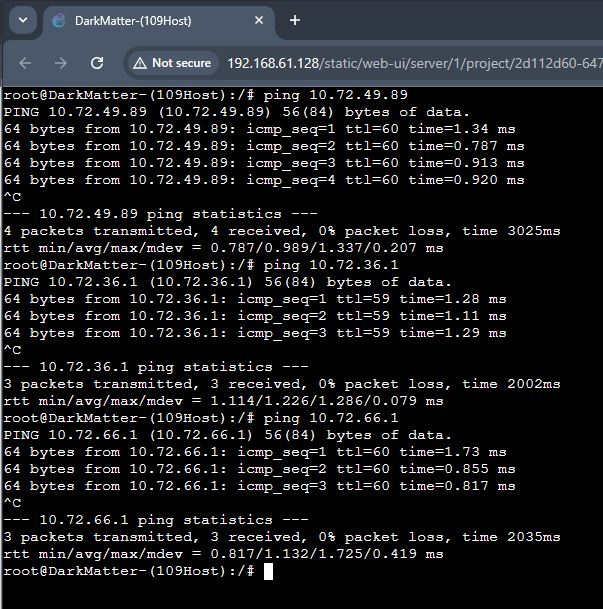 DarkMatter-(109Host)
Not secure
192.168.61.128/static/web-ui/server/1/project/2d112d60-647
root@DarkMatter-(109Host):/# ping 10.72.49.89
PING 10.72.49.89 (10.72.49.89) 56(84) bytes of data.
64 bytes from 10.72.49.89: icmp_seq=1 ttl=60 time=1.34 ms
64 bytes from 10.72.49.89: icmp_seq=2 ttl=60 time=0.787 ms
64 bytes from 10.72.49.89: icmp_seq=3 ttl=60 time=0.913 ms
64 bytes from 10.72.49.89: icmp_seq=4 ttl=60 time=0.920 ms
^C
--- 10.72.49.89 ping statistics ---
4 packets transmitted, 4 received, 0% packet loss, time 3025ms
rtt min/avg/max/mdev = 0.787/0.989/1.337/0.207 ms
root@DarkMatter-(109Host):/# ping 10.72.36.1
PING 10.72.36.1 (10.72.36.1) 56(84) bytes of data.
64 bytes from 10.72.36.1: icmp_seq=1 ttl=59 time=1.28 ms
64 bytes from 10.72.36.1: icmp_seq=2 ttl=59 time=1.11 ms
64 bytes from 10.72.36.1: icmp_seq=3 ttl=59 time=1.29 ms
^C
--- 10.72.36.1 ping statistics ---
3 packets transmitted, 3 received, 0% packet loss, time 2002ms
rtt min/avg/max/mdev = 1.114/1.226/1.286/0.079 ms
root@DarkMatter-(109Host):/# ping 10.72.66.1
PING 10.72.66.1 (10.72.66.1) 56(84) bytes of data.
64 bytes from 10.72.66.1: icmp_seq=1 ttl=60 time=1.73 ms
64 bytes from 10.72.66.1: icmp_seq=2 ttl=60 time=0.855 ms
64 bytes from 10.72.66.1: icmp_seq=3 ttl=60 time=0.817 ms
^C
--- 10.72.66.1 ping statistics ---
3 packets transmitted, 3 received, 0% packet loss, time 2035ms
rtt min/avg/max/mdev = 0.817/1.132/1.725/0.419 ms
root@DarkMatter-(109Host):/#